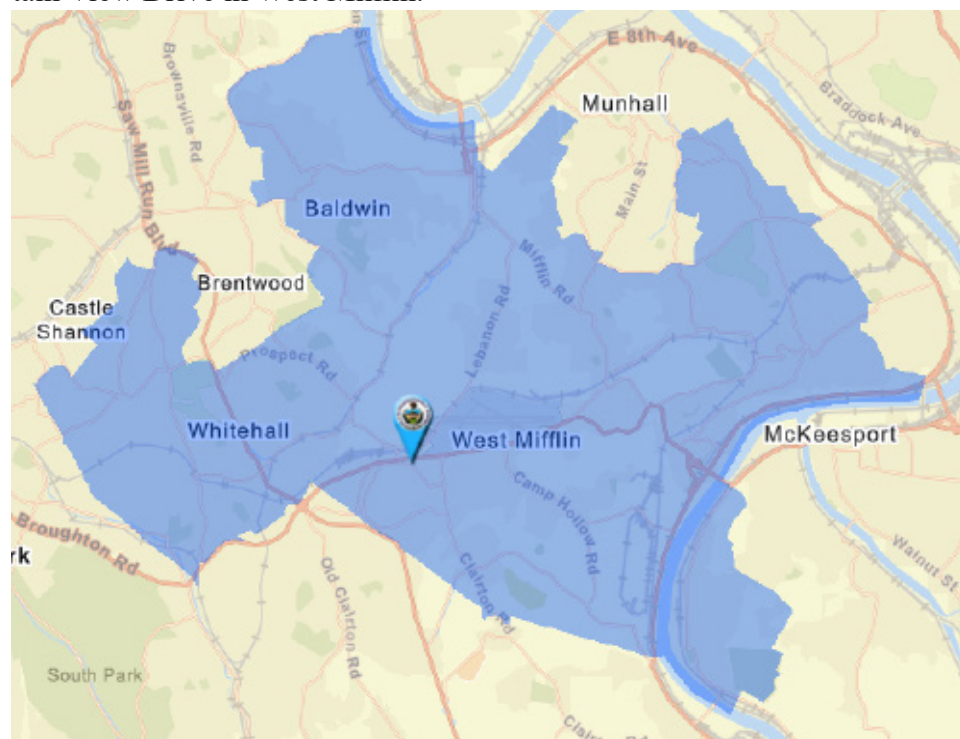 E 8th Ave
Munhall
Braddock Ave
Brownsville Rd
Saw Mill Run Blvd
Main St
Baldwin
Mifflin Rd
Brentwood
Castle
Shannon
Lebanon Rd
Prospect Rd
Whitehall
West Mifflin
McKeesport
Camp Hollow Rd
Broughton Rd
rk
Walnut St
Old Clairton Rd
Clairton Rd
South Park